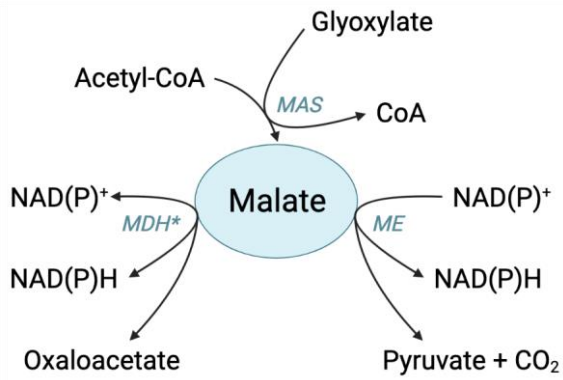 Glyoxylate
Acetyl-CoA
MAS
CoA
Malate
NAD(P)⁺
MDH*
NAD(P)H
Oxaloacetate
NAD(P)⁺
ME
NAD(P)H
Pyruvate + CO₂